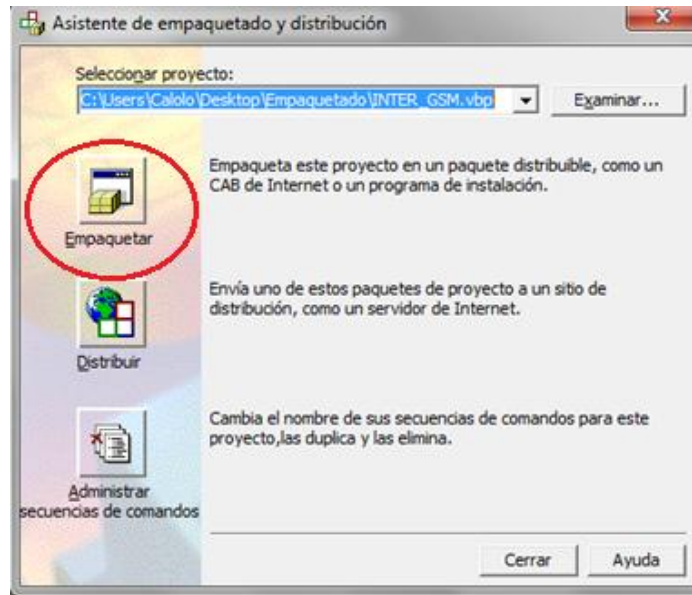 Asistente de empaquetado y distribución
Seleccionar proyecto:
C:\Users\Calolo\Desktop\Empaquetado\INTER_GSM.vbp
Examinar...
Empaqueta este proyecto en un paquete distribuible, como un
CAB de Internet o un programa de instalación.
Empaquetar
Envía uno de estos paquetes de proyecto a un sitio de
distribución, como un servidor de Internet.
Distribuir
Cambia el nombre de sus secuencias de comandos para este
proyecto,las duplica y las elimina.
Administrar
secuencias de comandos
Cerrar
Ayuda